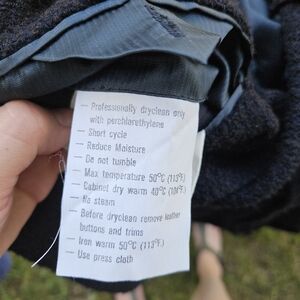 — Professionally dryclean only
with perchlorethylene
— Short cycle
— Reduce Moisture
— Do not tumble
— Max temperature 50°C (113°F.)
— Cabinet dry warm 40°C (104°F.)
— No steam
— Before dryclean remove leather
buttons and trims
— Iron warm 50°C (113°F.)
— Use press cloth